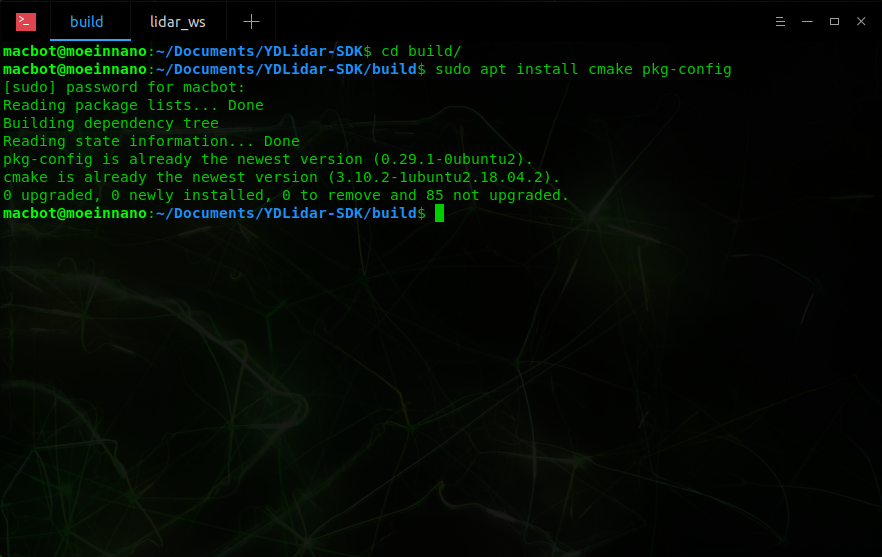 build lidar_ws
macbot@moeinnano:~/Documents/YDLidar-SDK$ cd build/
macbot@moeinnano:~/Documents/YDLidar-SDK/build$ sudo apt install cmake pkg-config
[sudo] password for macbot:
Reading package lists... Done
Building dependency tree
Reading state information... Done
pkg-config is already the newest version (0.29.1-0ubuntu2).
cmake is already the newest version (3.10.2-1ubuntu2.18.04.2).
0 upgraded, 0 newly installed, 0 to remove and 85 not upgraded.
macbot@moeinnano:~/Documents/YDLidar-SDK/build$